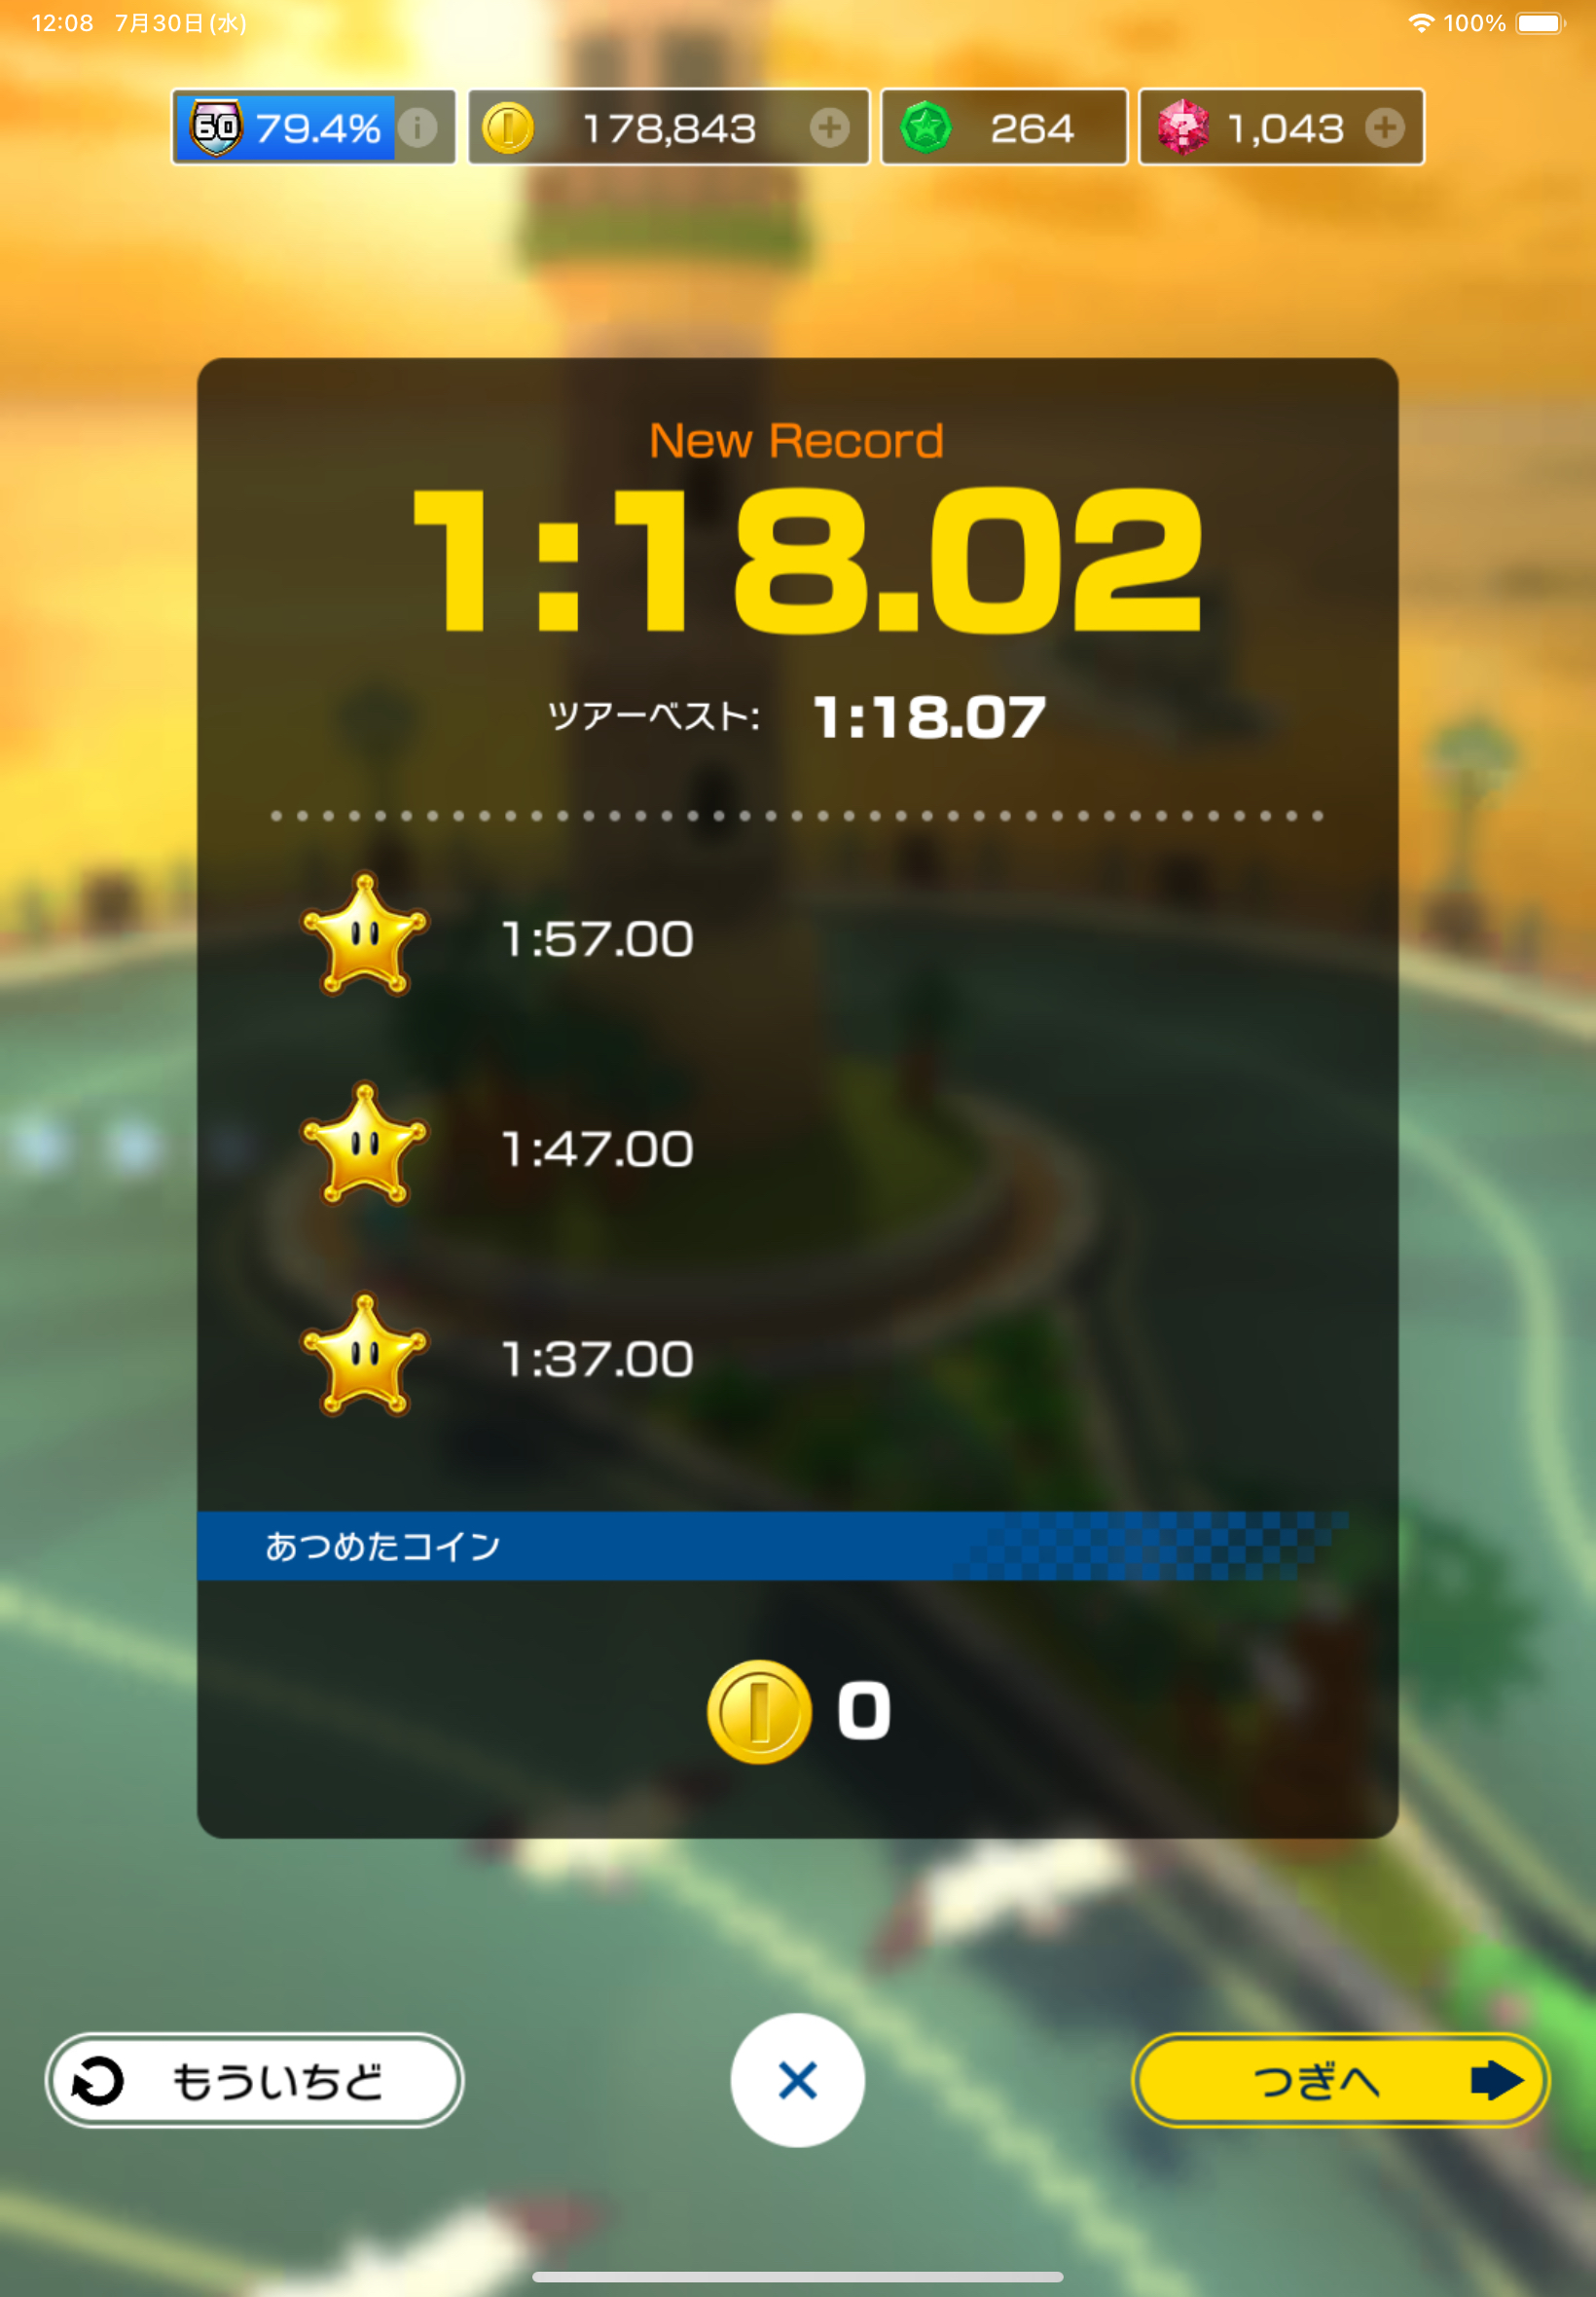 12:08 7月30日(水) 100%
60 79.4% i 178,843 + 264 ? 1,043 +
New Record
1:18.02
ツアーベスト: 1:18.07
1:57.00
1:47.00
1:37.00
あつめたコイン
0
もういちど × つぎへ